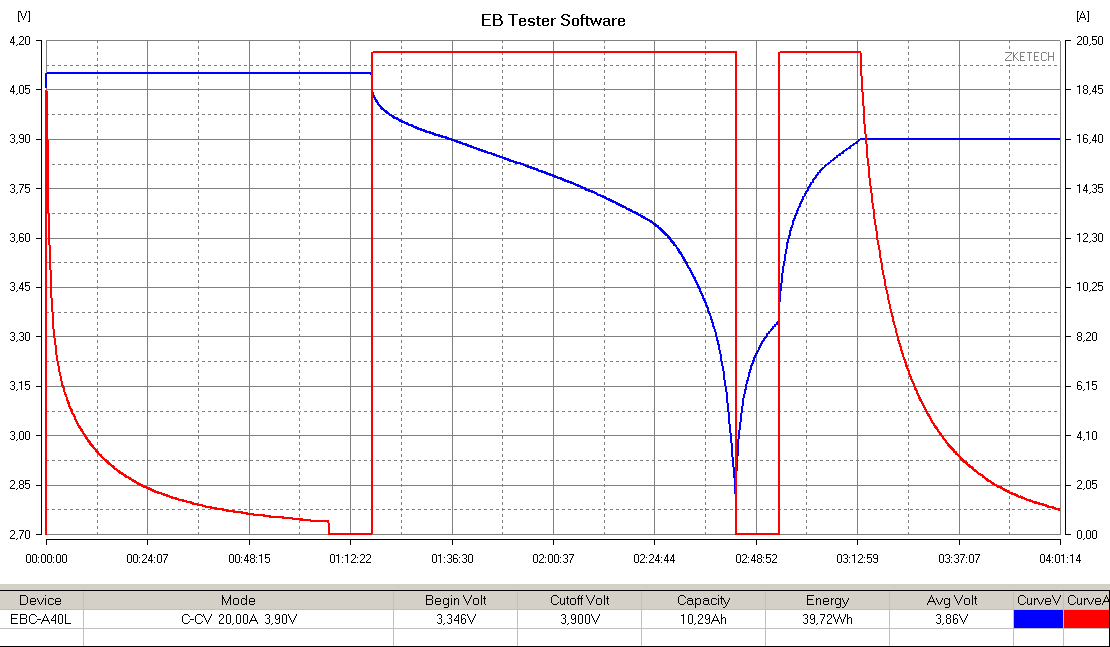 EB Tester Software
[V] [A]
ZKETECH
4,20 20,50
4,05 18,45
3,90 16,40
3,75 14,35
3,60 12,30
3,45 10,25
3,30 8,20
3,15 6,15
3,00 4,10
2,85 2,05
2,70 0,00
00:00:00 00:24:07 00:48:15 01:12:22 01:36:30 02:00:37 02:24:44 02:48:52 03:12:59 03:37:07 04:01:14
Device Mode Begin Volt Cutoff Volt Capacity Energy Avg Volt CurveV CurveA
EBC-A40L C-CV 20,00A 3,90V 3,346V 3,900V 10,29Ah 39,72Wh 3,86V